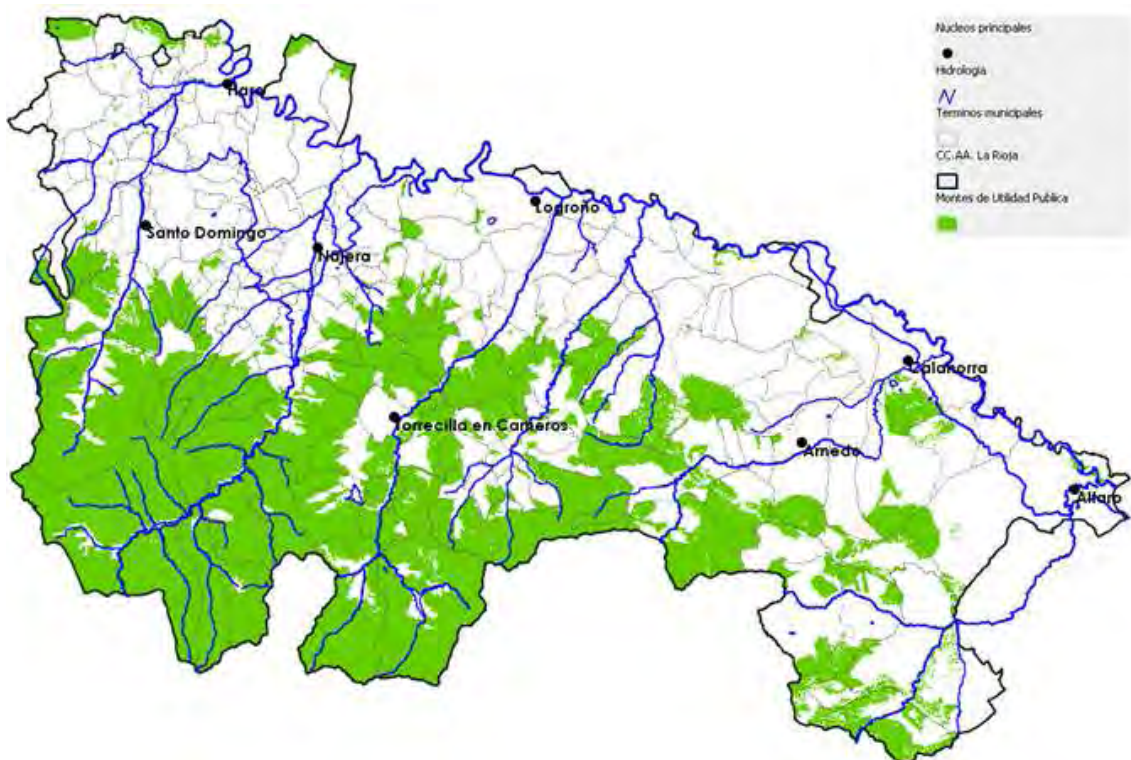 Nucleos principales
Hidrología
Terminos municipales
CC.AA. La Rioja
Montes de Utilidad Publica
Haro
Logroño
Santo Domingo
Najera
Calahorra
Torrecilla en Cameros
Arnedo
Alfaro